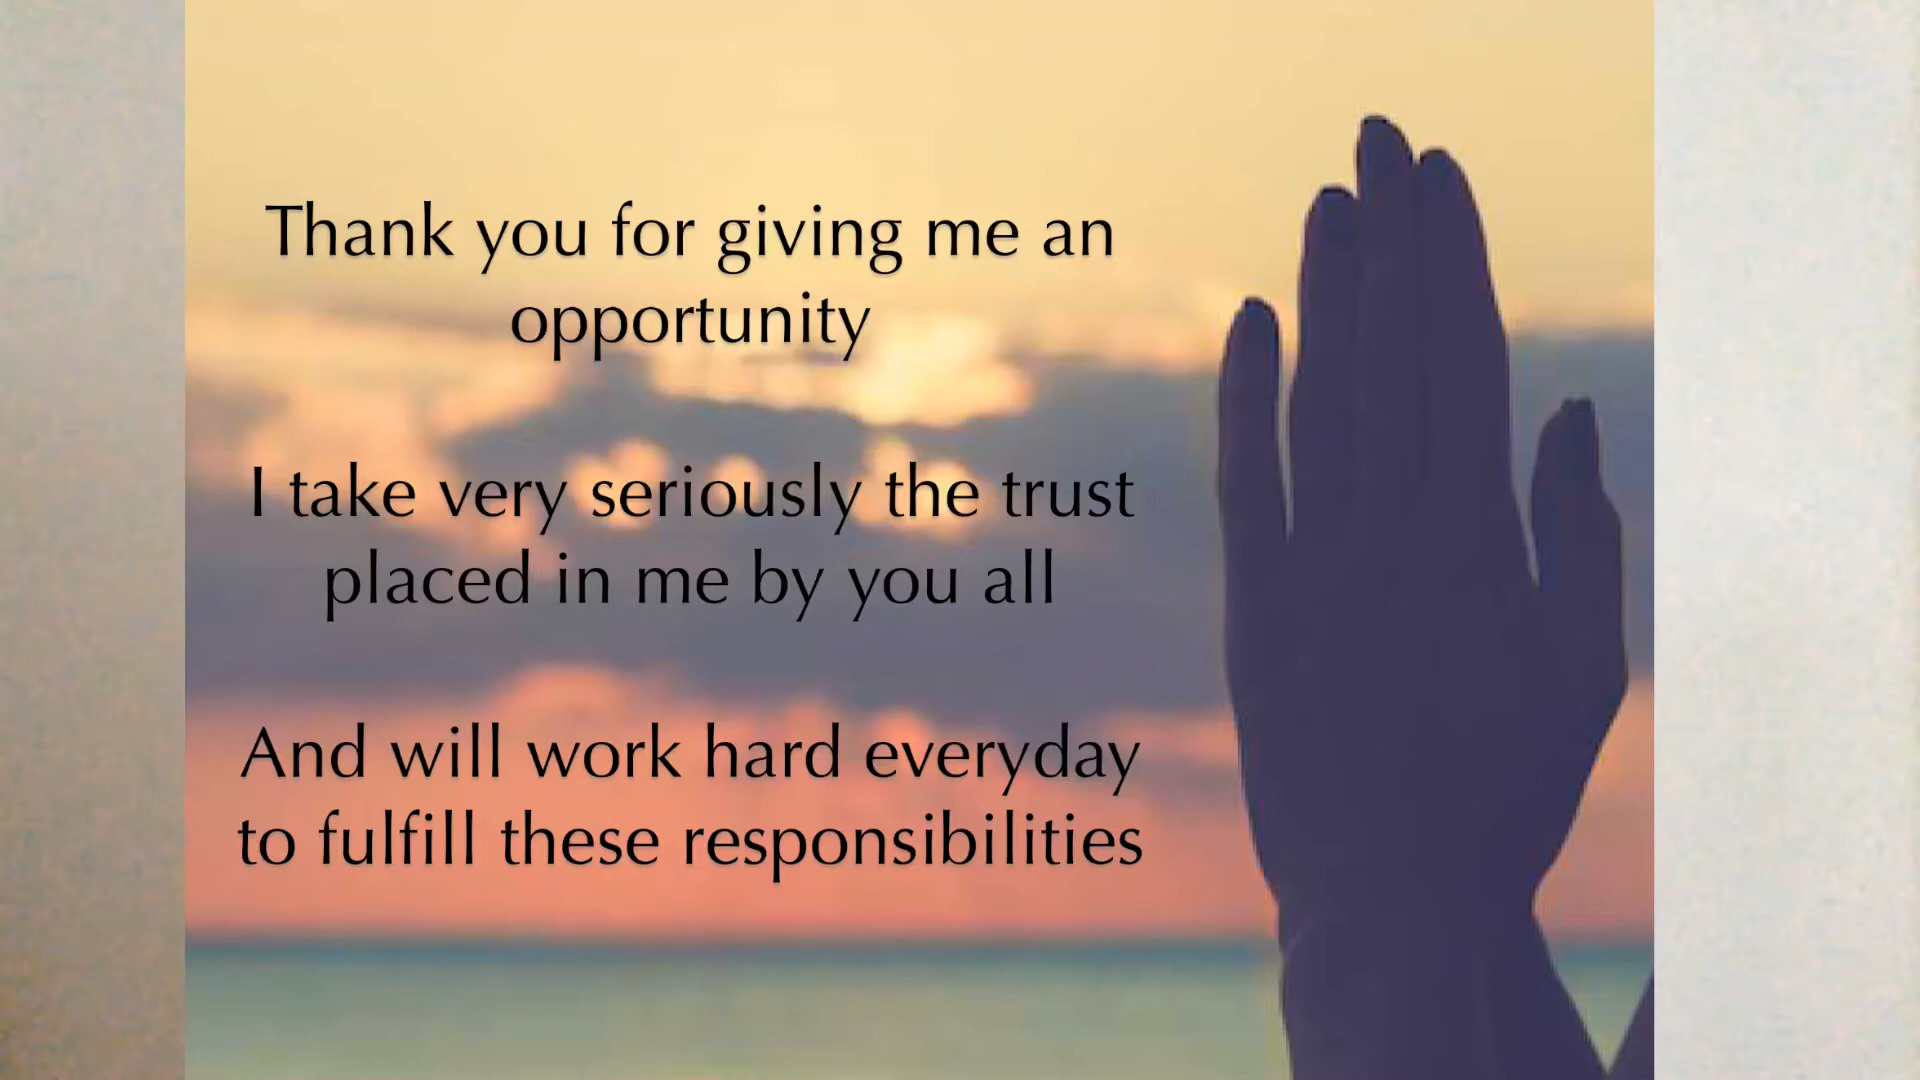 Thank you for giving me an
opportunity
I take very seriously the trust
placed in me by you all
And will work hard everyday
to fulfill these responsibilities